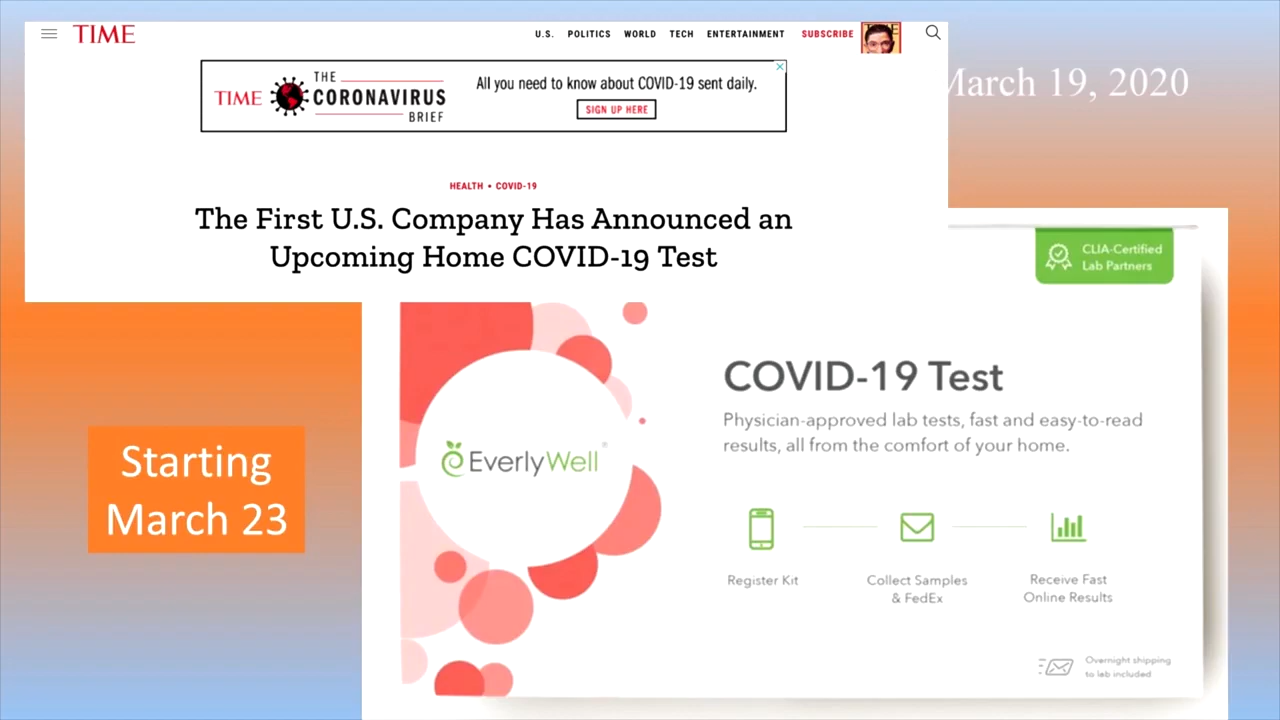 TIME
U.S. POLITICS WORLD TECH ENTERTAINMENT SUBSCRIBE
TIME THE CORONAVIRUS BRIEF
All you need to know about COVID-19 sent daily.
SIGN UP HERE
March 19, 2020
HEALTH • COVID-19
The First U.S. Company Has Announced an
Upcoming Home COVID-19 Test
CLIA-Certified
Lab Partners
Starting
March 23
EverlyWell®
COVID-19 Test
Physician-approved lab tests, fast and easy-to-read
results, all from the comfort of your home.
Register Kit
Collect Samples
& FedEx
Receive Fast
Online Results
Overnight shipping
to lab included